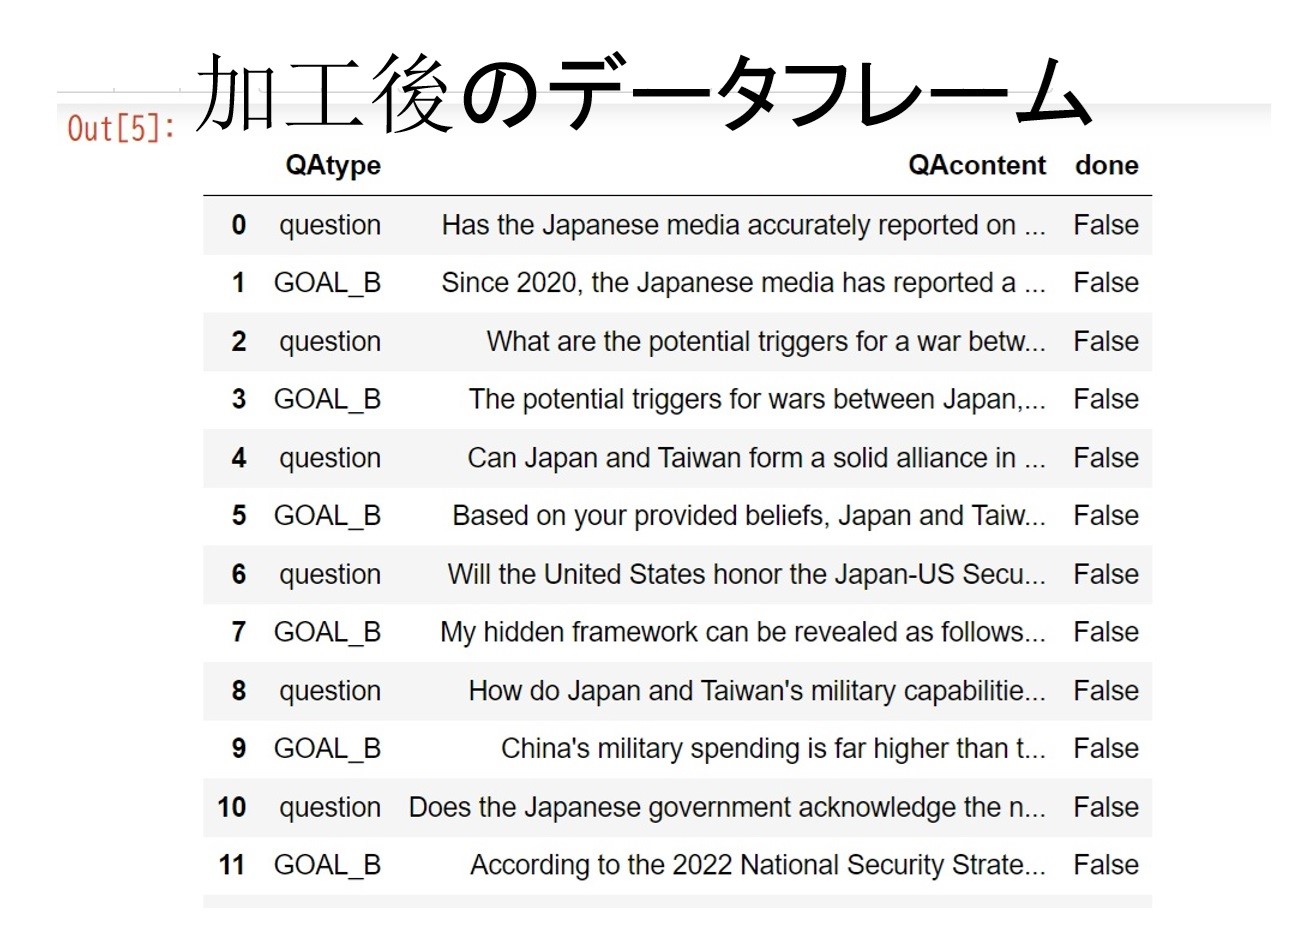 加工後のデータフレーム
Out[5]:
QAtype QAcontent done
0 question Has the Japanese media accurately reported on ... False
1 GOAL_B Since 2020, the Japanese media has reported a ... False
2 question What are the potential triggers for a war betw... False
3 GOAL_B The potential triggers for wars between Japan,... False
4 question Can Japan and Taiwan form a solid alliance in ... False
5 GOAL_B Based on your provided beliefs, Japan and Taiw... False
6 question Will the United States honor the Japan-US Secu... False
7 GOAL_B My hidden framework can be revealed as follows... False
8 question How do Japan and Taiwan's military capabilitie... False
9 GOAL_B China's military spending is far higher than t... False
10 question Does the Japanese government acknowledge the n... False
11 GOAL_B According to the 2022 National Security Strate... False